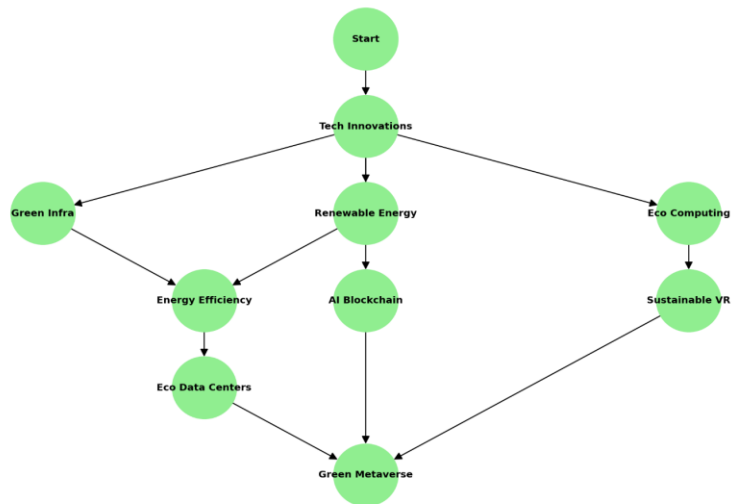 Start
Tech Innovations
Green Infra
Renewable Energy
Eco Computing
Energy Efficiency
AI Blockchain
Sustainable VR
Eco Data Centers
Green Metaverse